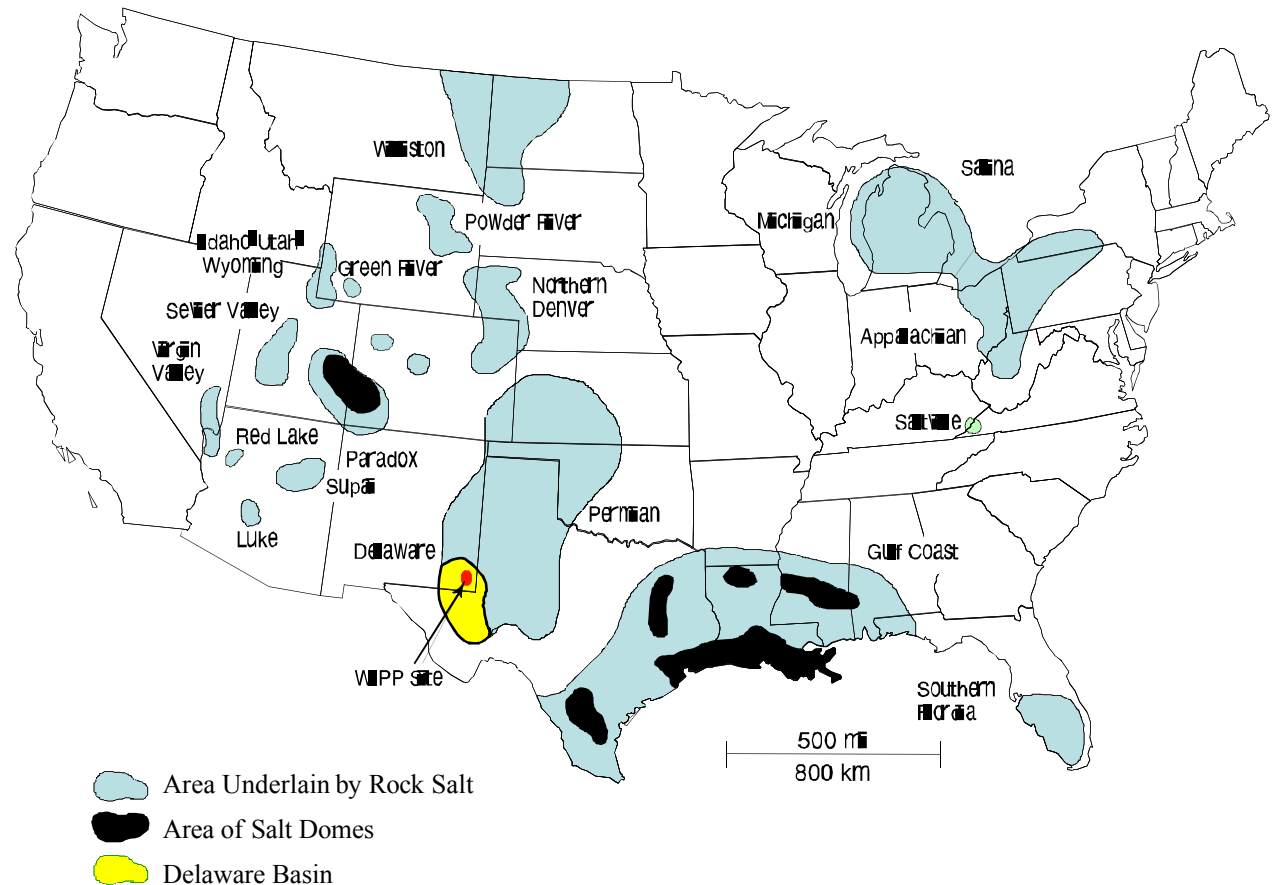 Williston
Salina
Michigan
Powder River
Idaho Utah
Wyoming
Green River
Northern
Denver
Sevier Valley
Virgin
Valley
Appalachian
Saltville
Red Lake
Paradox
Supai
Permian
Luke
Delaware
Gulf Coast
WIPP Site
Southern
Florida
500 mi
800 km
Area Underlain by Rock Salt
Area of Salt Domes
Delaware Basin